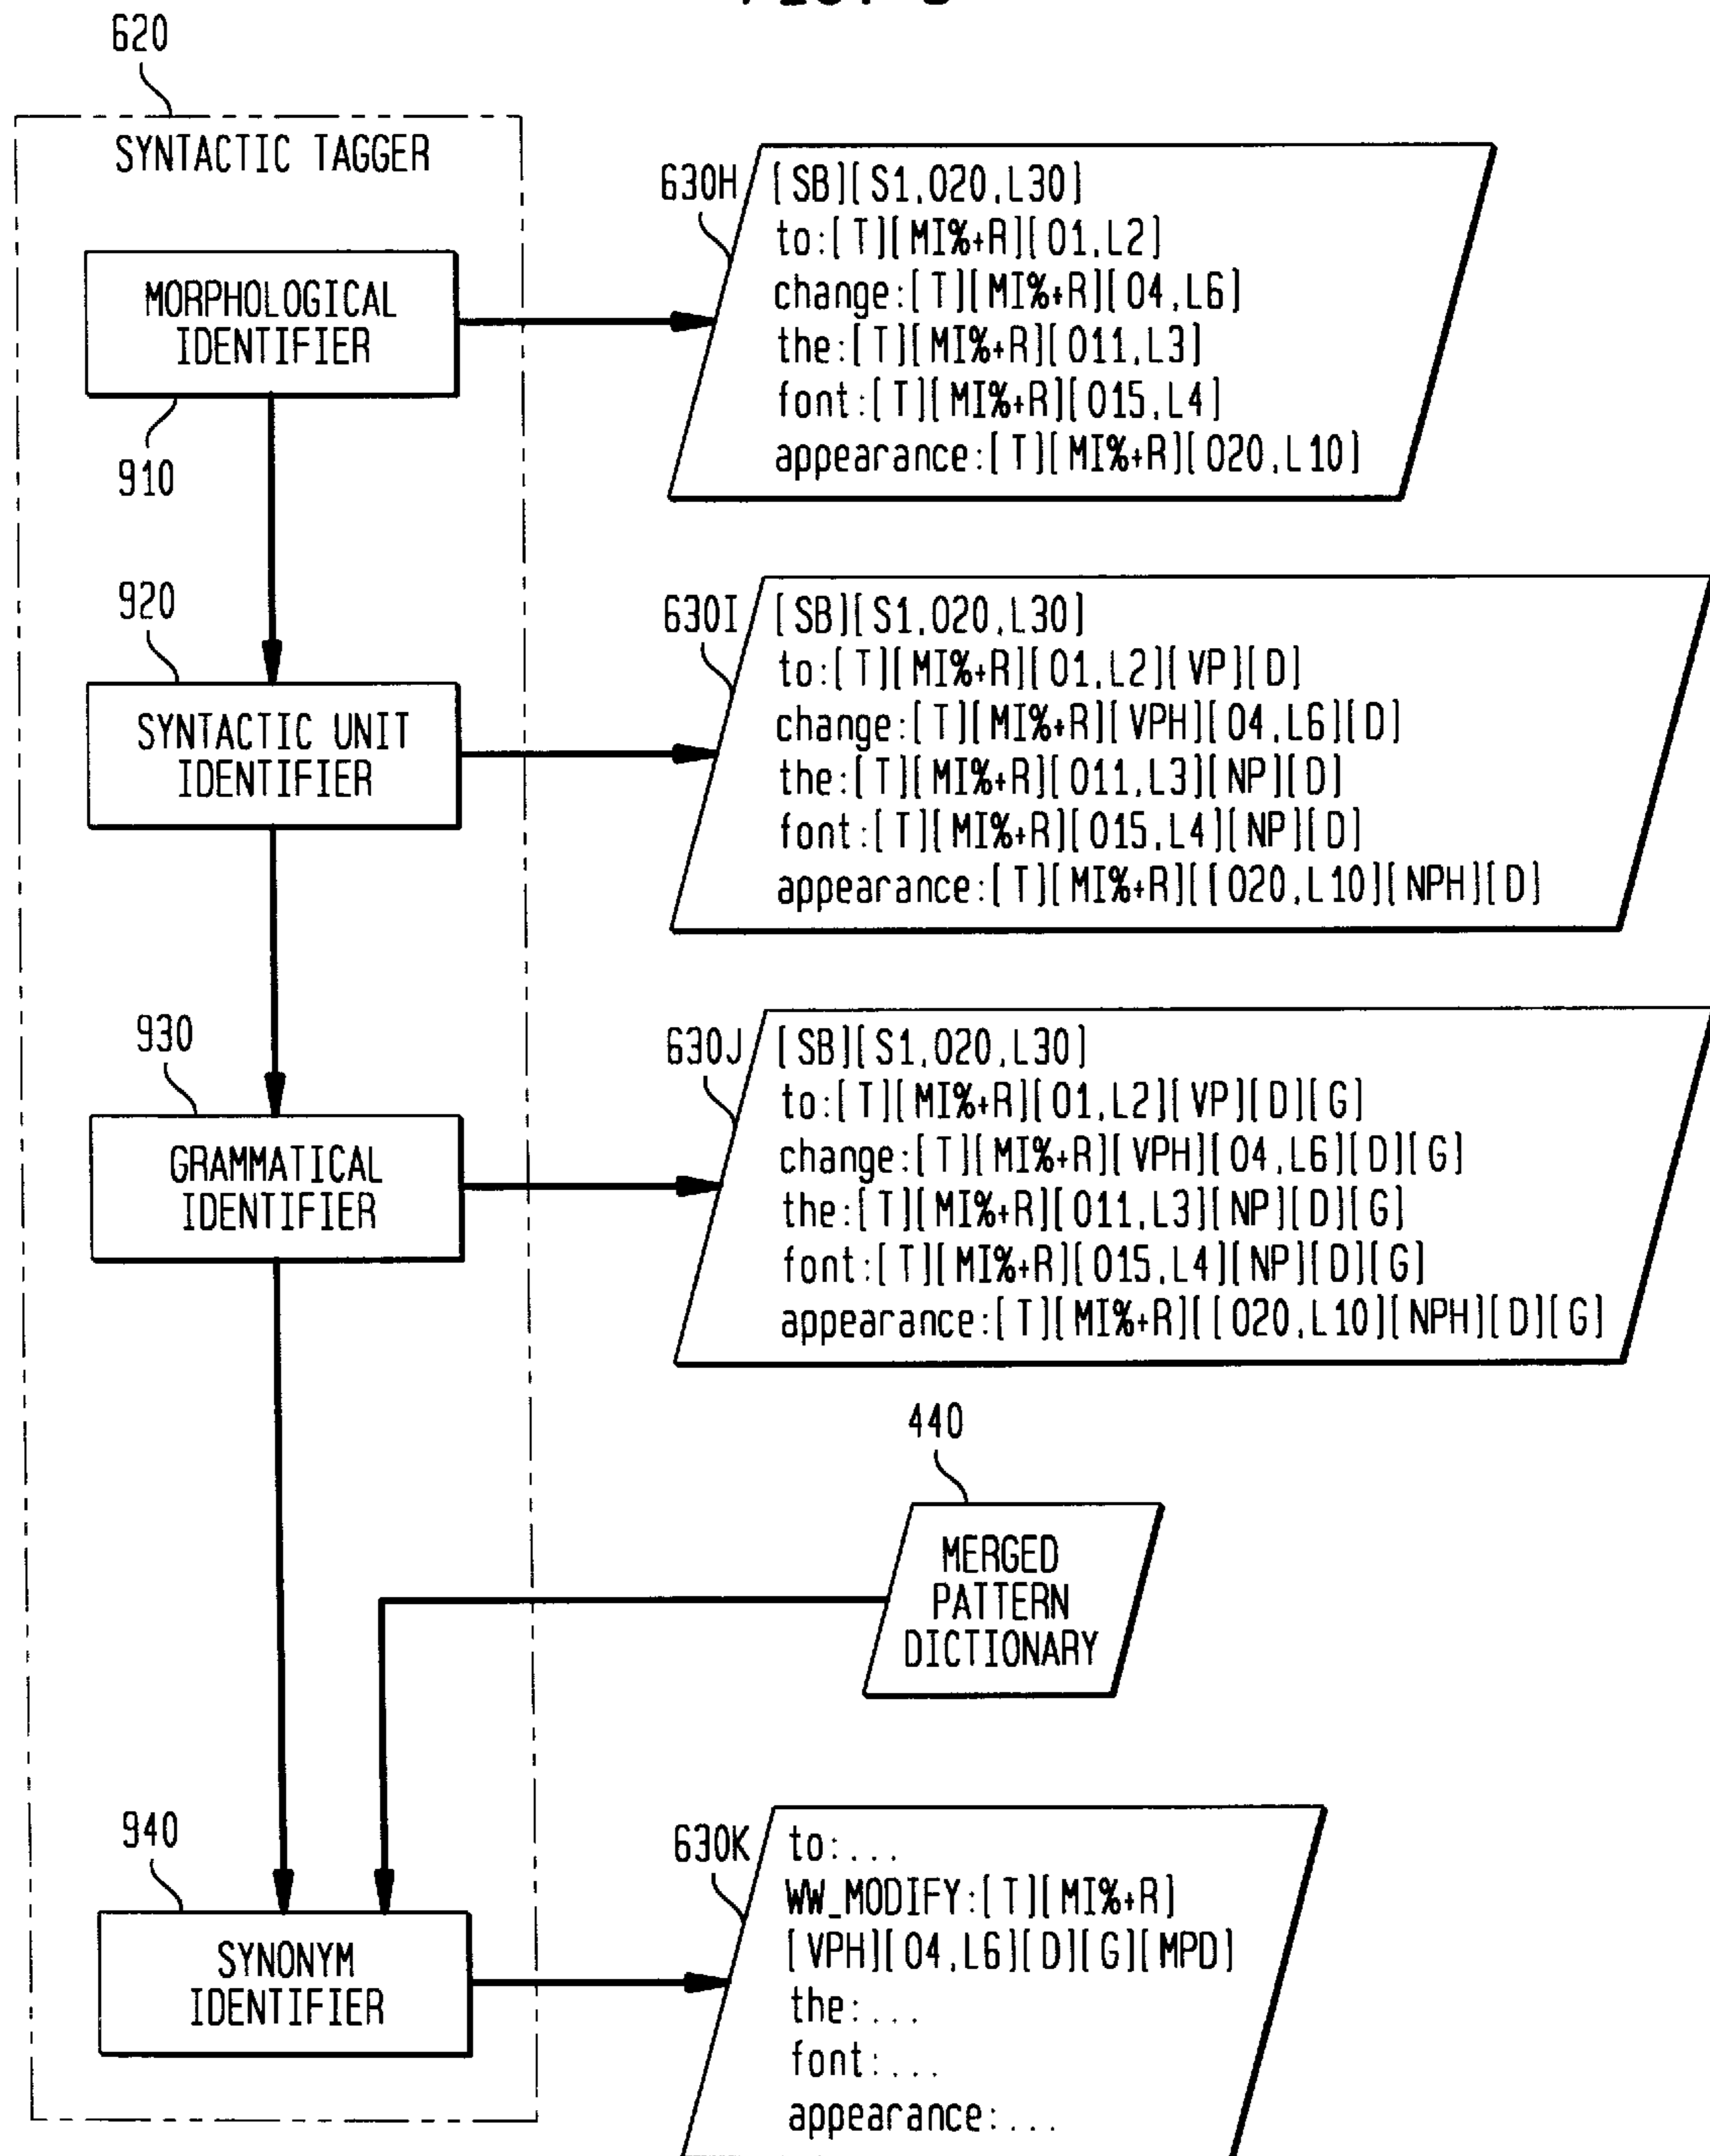 620
SYNTACTIC TAGGER
MORPHOLOGICAL
IDENTIFIER
910
630H
[SB][S1,020,L30]
to:[T][MI%+R][01,L2]
change:[T][MI%+R][04,L6]
the:[T][MI%+R][011,L3]
font:[T][MI%+R][015,L4]
appearance:[T][MI%+R][020,L10]
920
SYNTACTIC UNIT
IDENTIFIER
630I
[SB][S1,020,L30]
to:[T][MI%+R][01,L2][VP][D]
change:[T][MI%+R][VPH][04,L6][D]
the:[T][MI%+R][011,L3][NP][D]
font:[T][MI%+R][015,L4][NP][D]
appearance:[T][MI%+R][[020,L10][NPH][D]
930
GRAMMATICAL
IDENTIFIER
630J
[SB][S1,020,L30]
to:[T][MI%+R][01,L2][VP][D][G]
change:[T][MI%+R][VPH][04,L6][D][G]
the:[T][MI%+R][011,L3][NP][D][G]
font:[T][MI%+R][015,L4][NP][D][G]
appearance:[T][MI%+R][[020,L10][NPH][D][G]
440
MERGED
PATTERN
DICTIONARY
940
SYNONYM
IDENTIFIER
630K
to:...
WW_MODIFY:[T][MI%+R]
[VPH][04,L6][D][G][MPD]
the:...
font:...
appearance:...